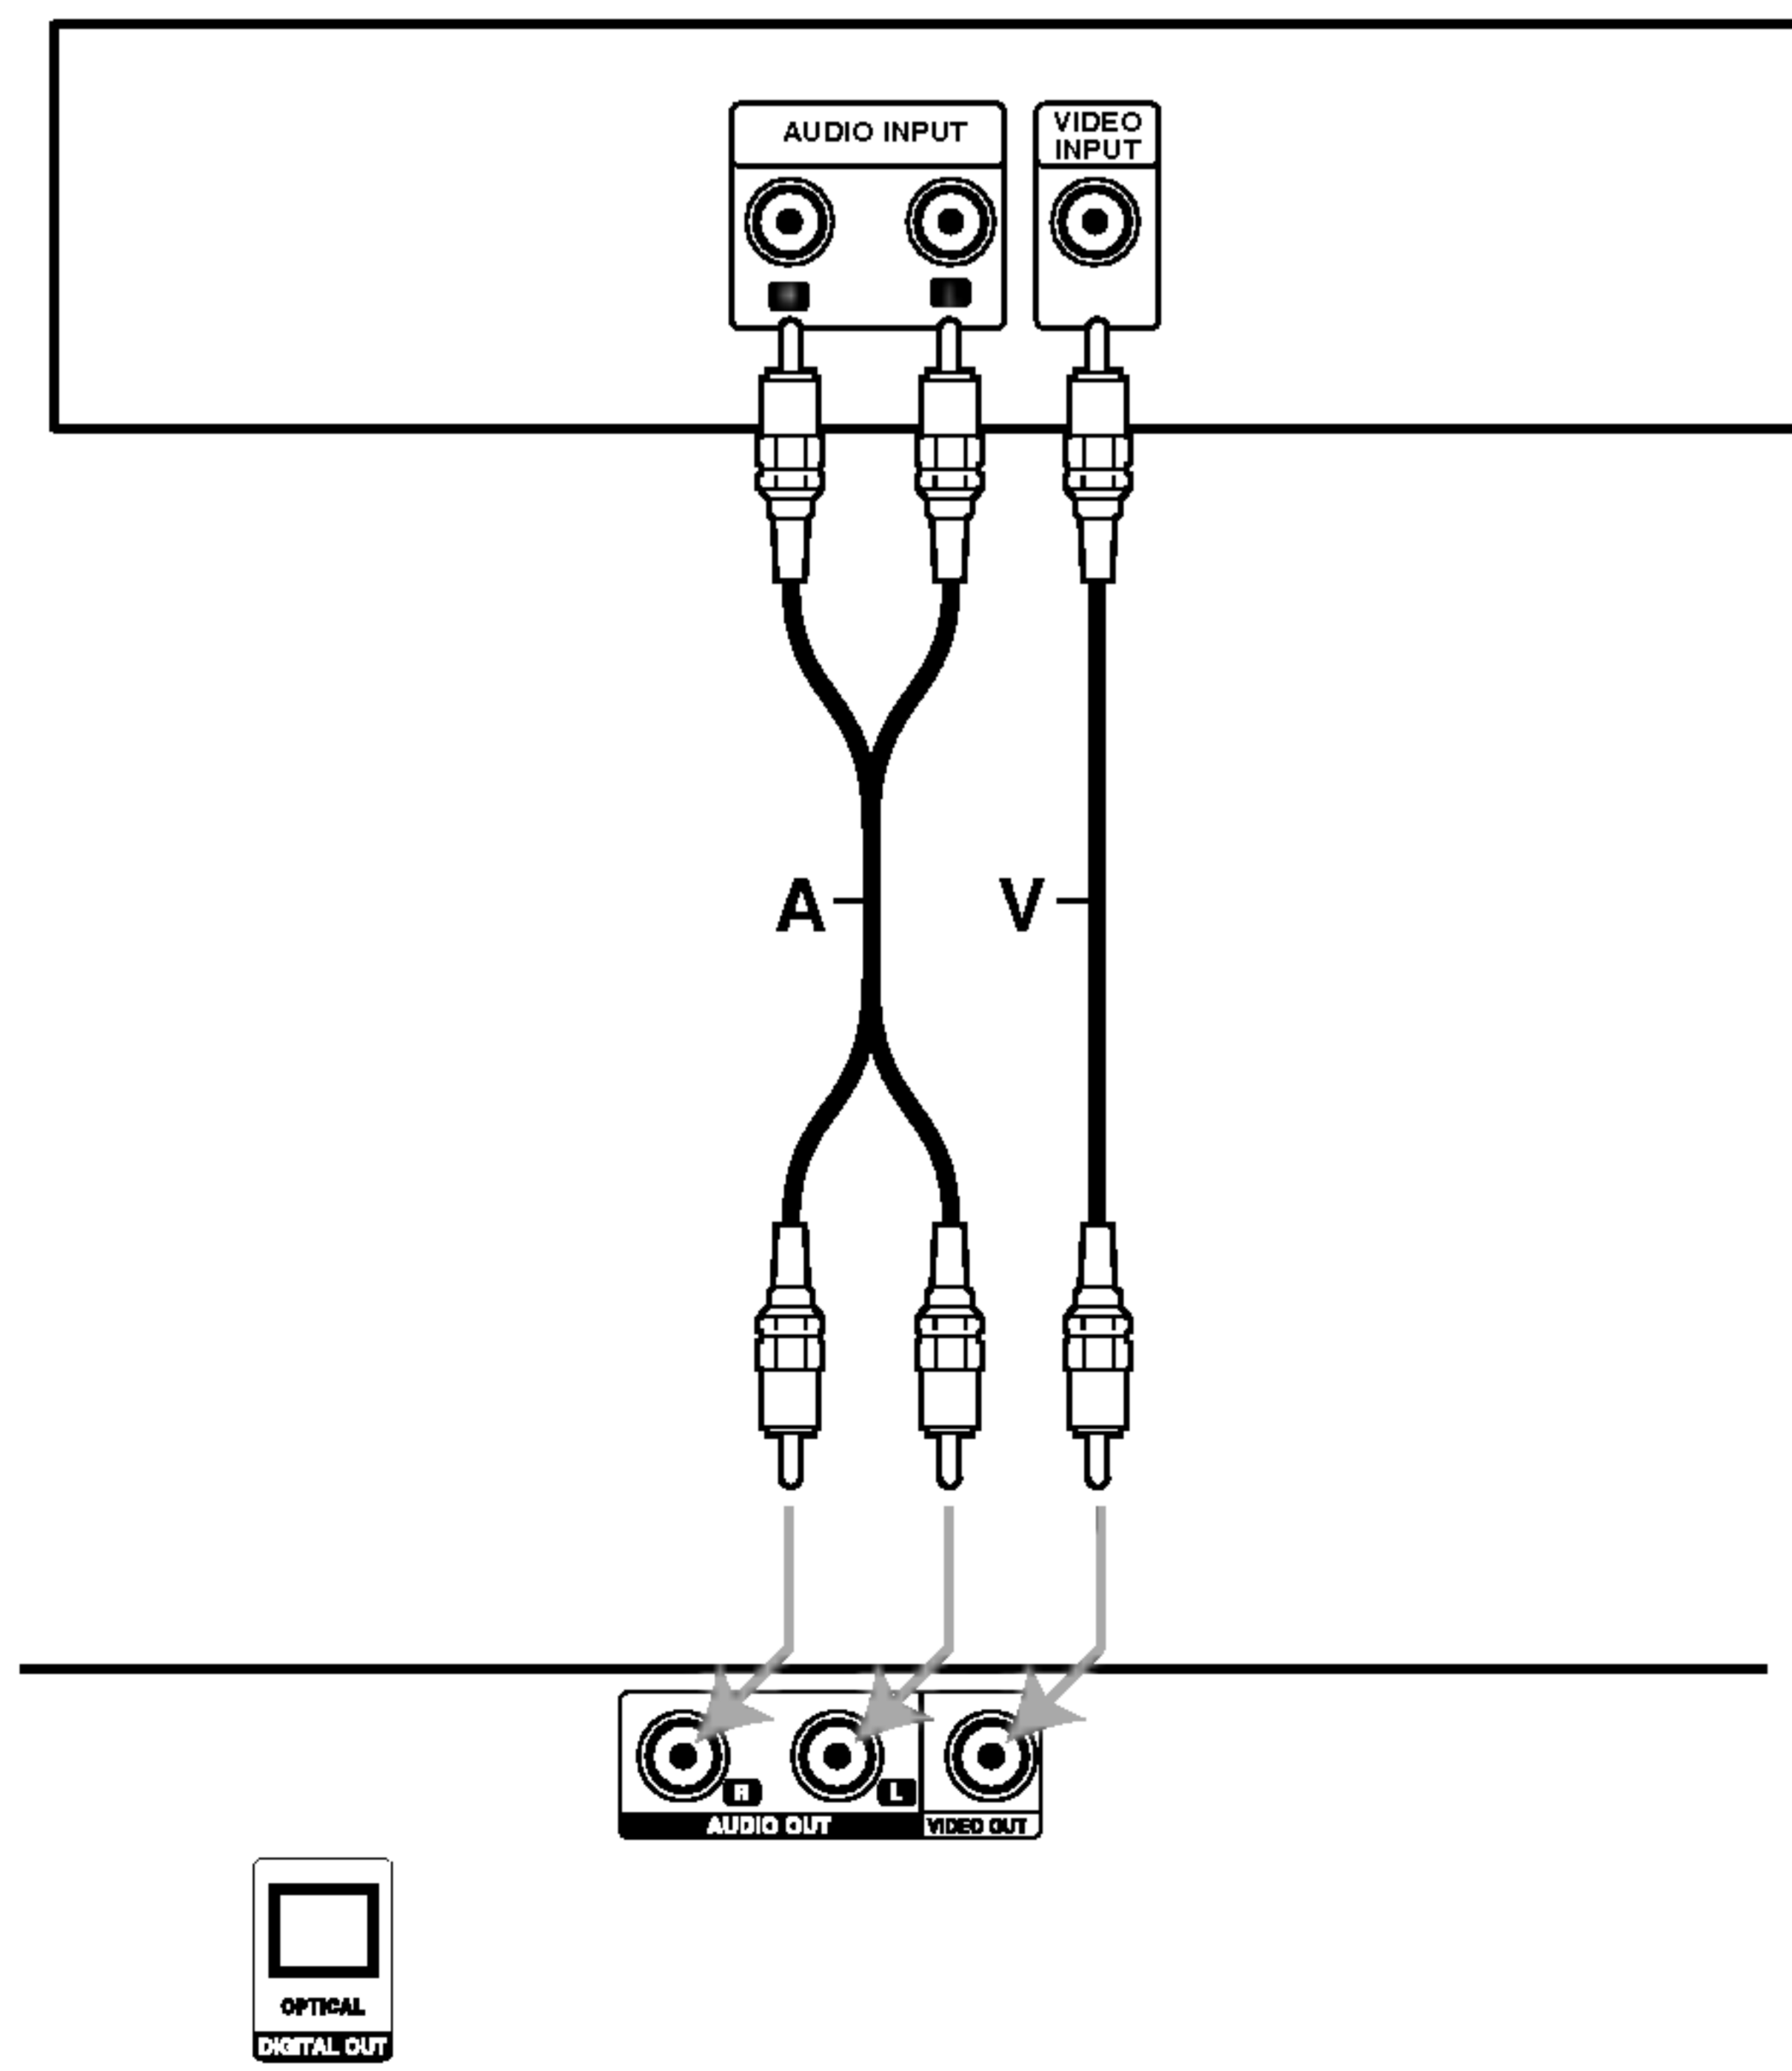 AUDIO INPUT
VIDEO
INPUT
A
V
R
L
AUDIO OUT
VIDEO OUT
OPTICAL
DIGITAL OUT